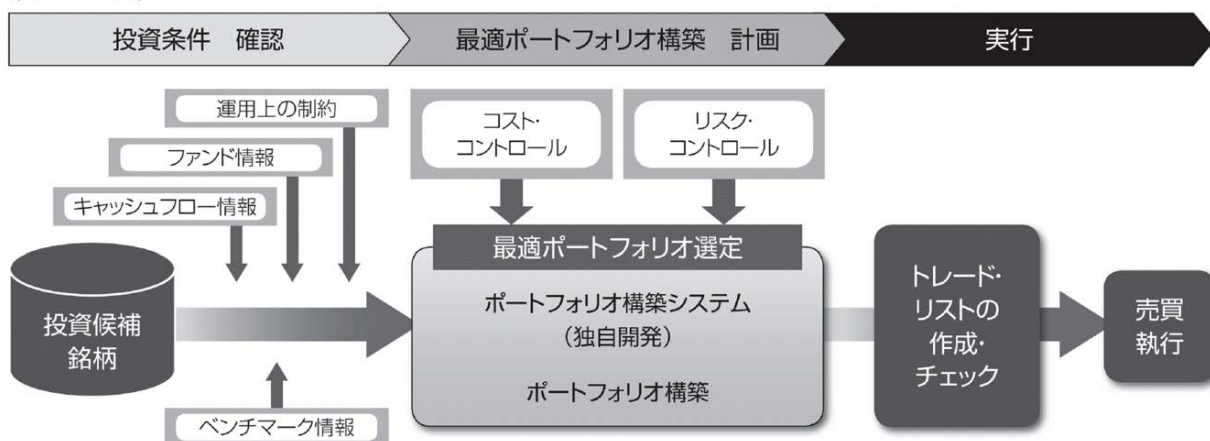 投資条件　確認
最適ポートフォリオ構築　計画
実行
運用上の制約
ファンド情報
キャッシュフロー情報
コスト・
コントロール
リスク・
コントロール
投資候補
銘柄
最適ポートフォリオ選定
ポートフォリオ構築システム
（独自開発）
ポートフォリオ構築
トレード・
リストの
作成・
チェック
売買
執行
ベンチマーク情報